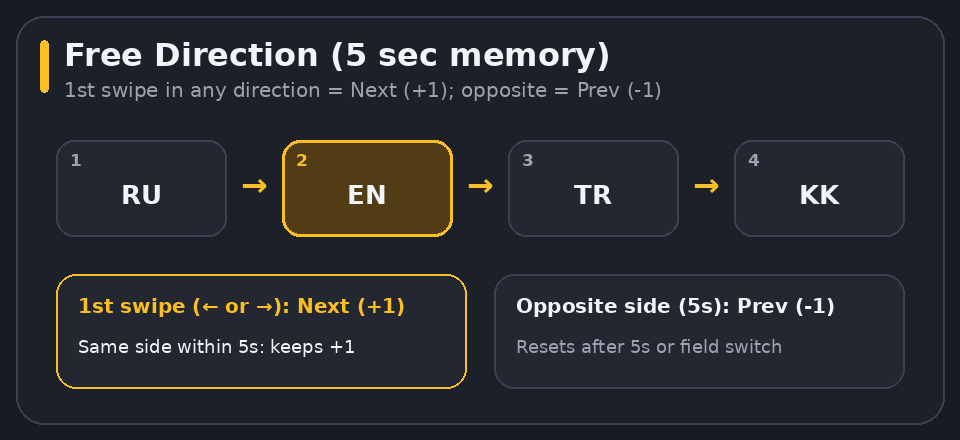 Free Direction (5 sec memory)
1st swipe in any direction = Next (+1); opposite = Prev (-1)
1
RU
→
2
EN
→
3
TR
→
4
KK
1st swipe (← or →): Next (+1)
Same side within 5s: keeps +1
Opposite side (5s): Prev (-1)
Resets after 5s or field switch